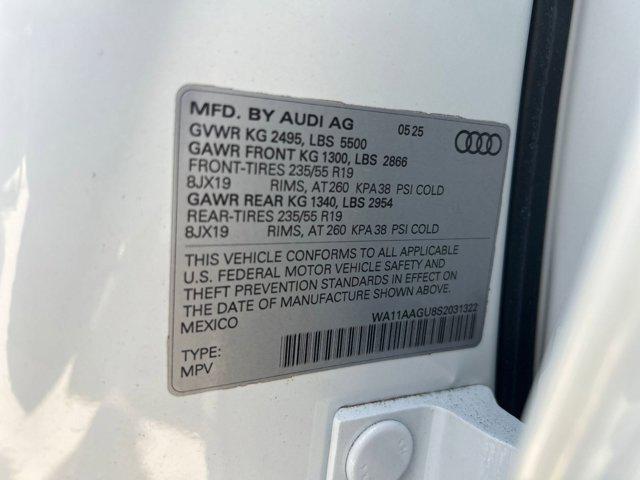 MFD. BY AUDI AG 05 25
GVWR KG 2495, LBS 5500
GAWR FRONT KG 1300, LBS 2866
FRONT-TIRES 235/55 R19
8JX19 RIMS, AT 260 KPA 38 PSI COLD
GAWR REAR KG 1340, LBS 2954
REAR-TIRES 235/55 R19
8JX19 RIMS, AT 260 KPA 38 PSI COLD
THIS VEHICLE CONFORMS TO ALL APPLICABLE
U.S. FEDERAL MOTOR VEHICLE SAFETY AND
THEFT PREVENTION STANDARDS IN EFFECT ON
THE DATE OF MANUFACTURE SHOWN ABOVE.
MEXICO WA11AAGU8S2031322
TYPE:
MPV